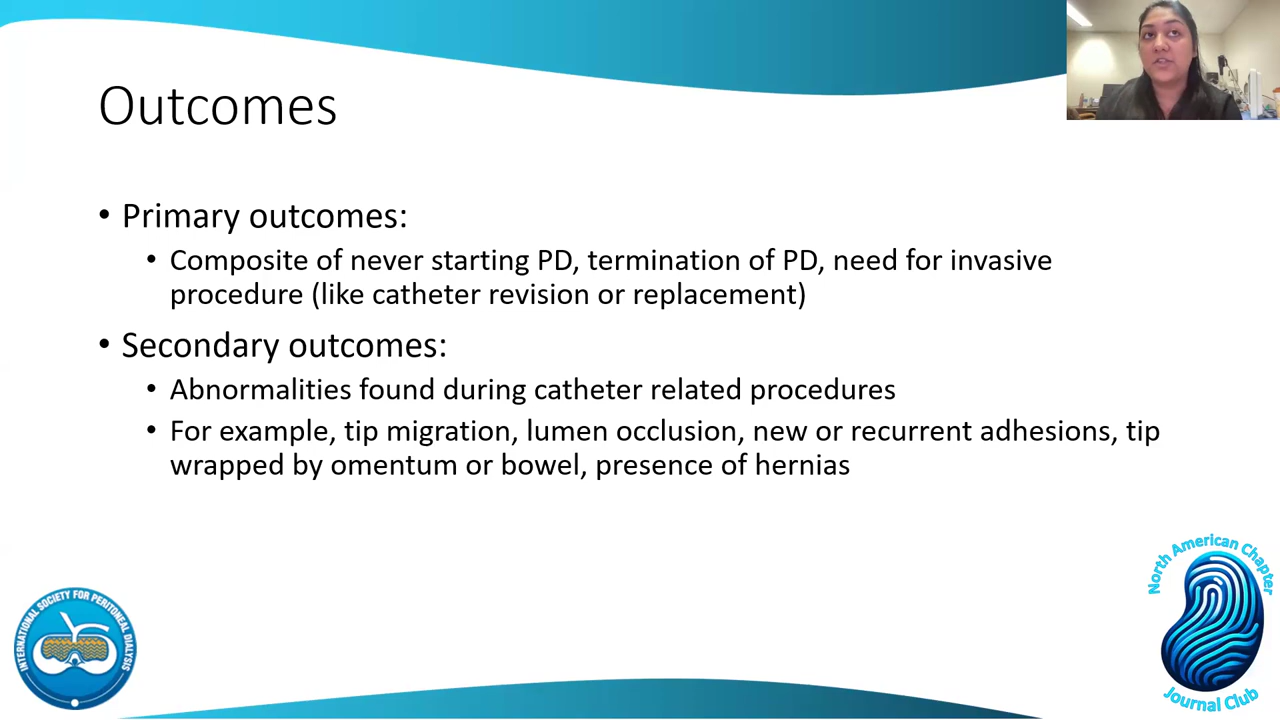 Outcomes
• Primary outcomes:
• Composite of never starting PD, termination of PD, need for invasive
procedure (like catheter revision or replacement)
• Secondary outcomes:
• Abnormalities found during catheter related procedures
• For example, tip migration, lumen occlusion, new or recurrent adhesions, tip
wrapped by omentum or bowel, presence of hernias
INTERNATIONAL SOCIETY FOR PERITONEAL DIALYSIS
North American Chapter
Journal Club